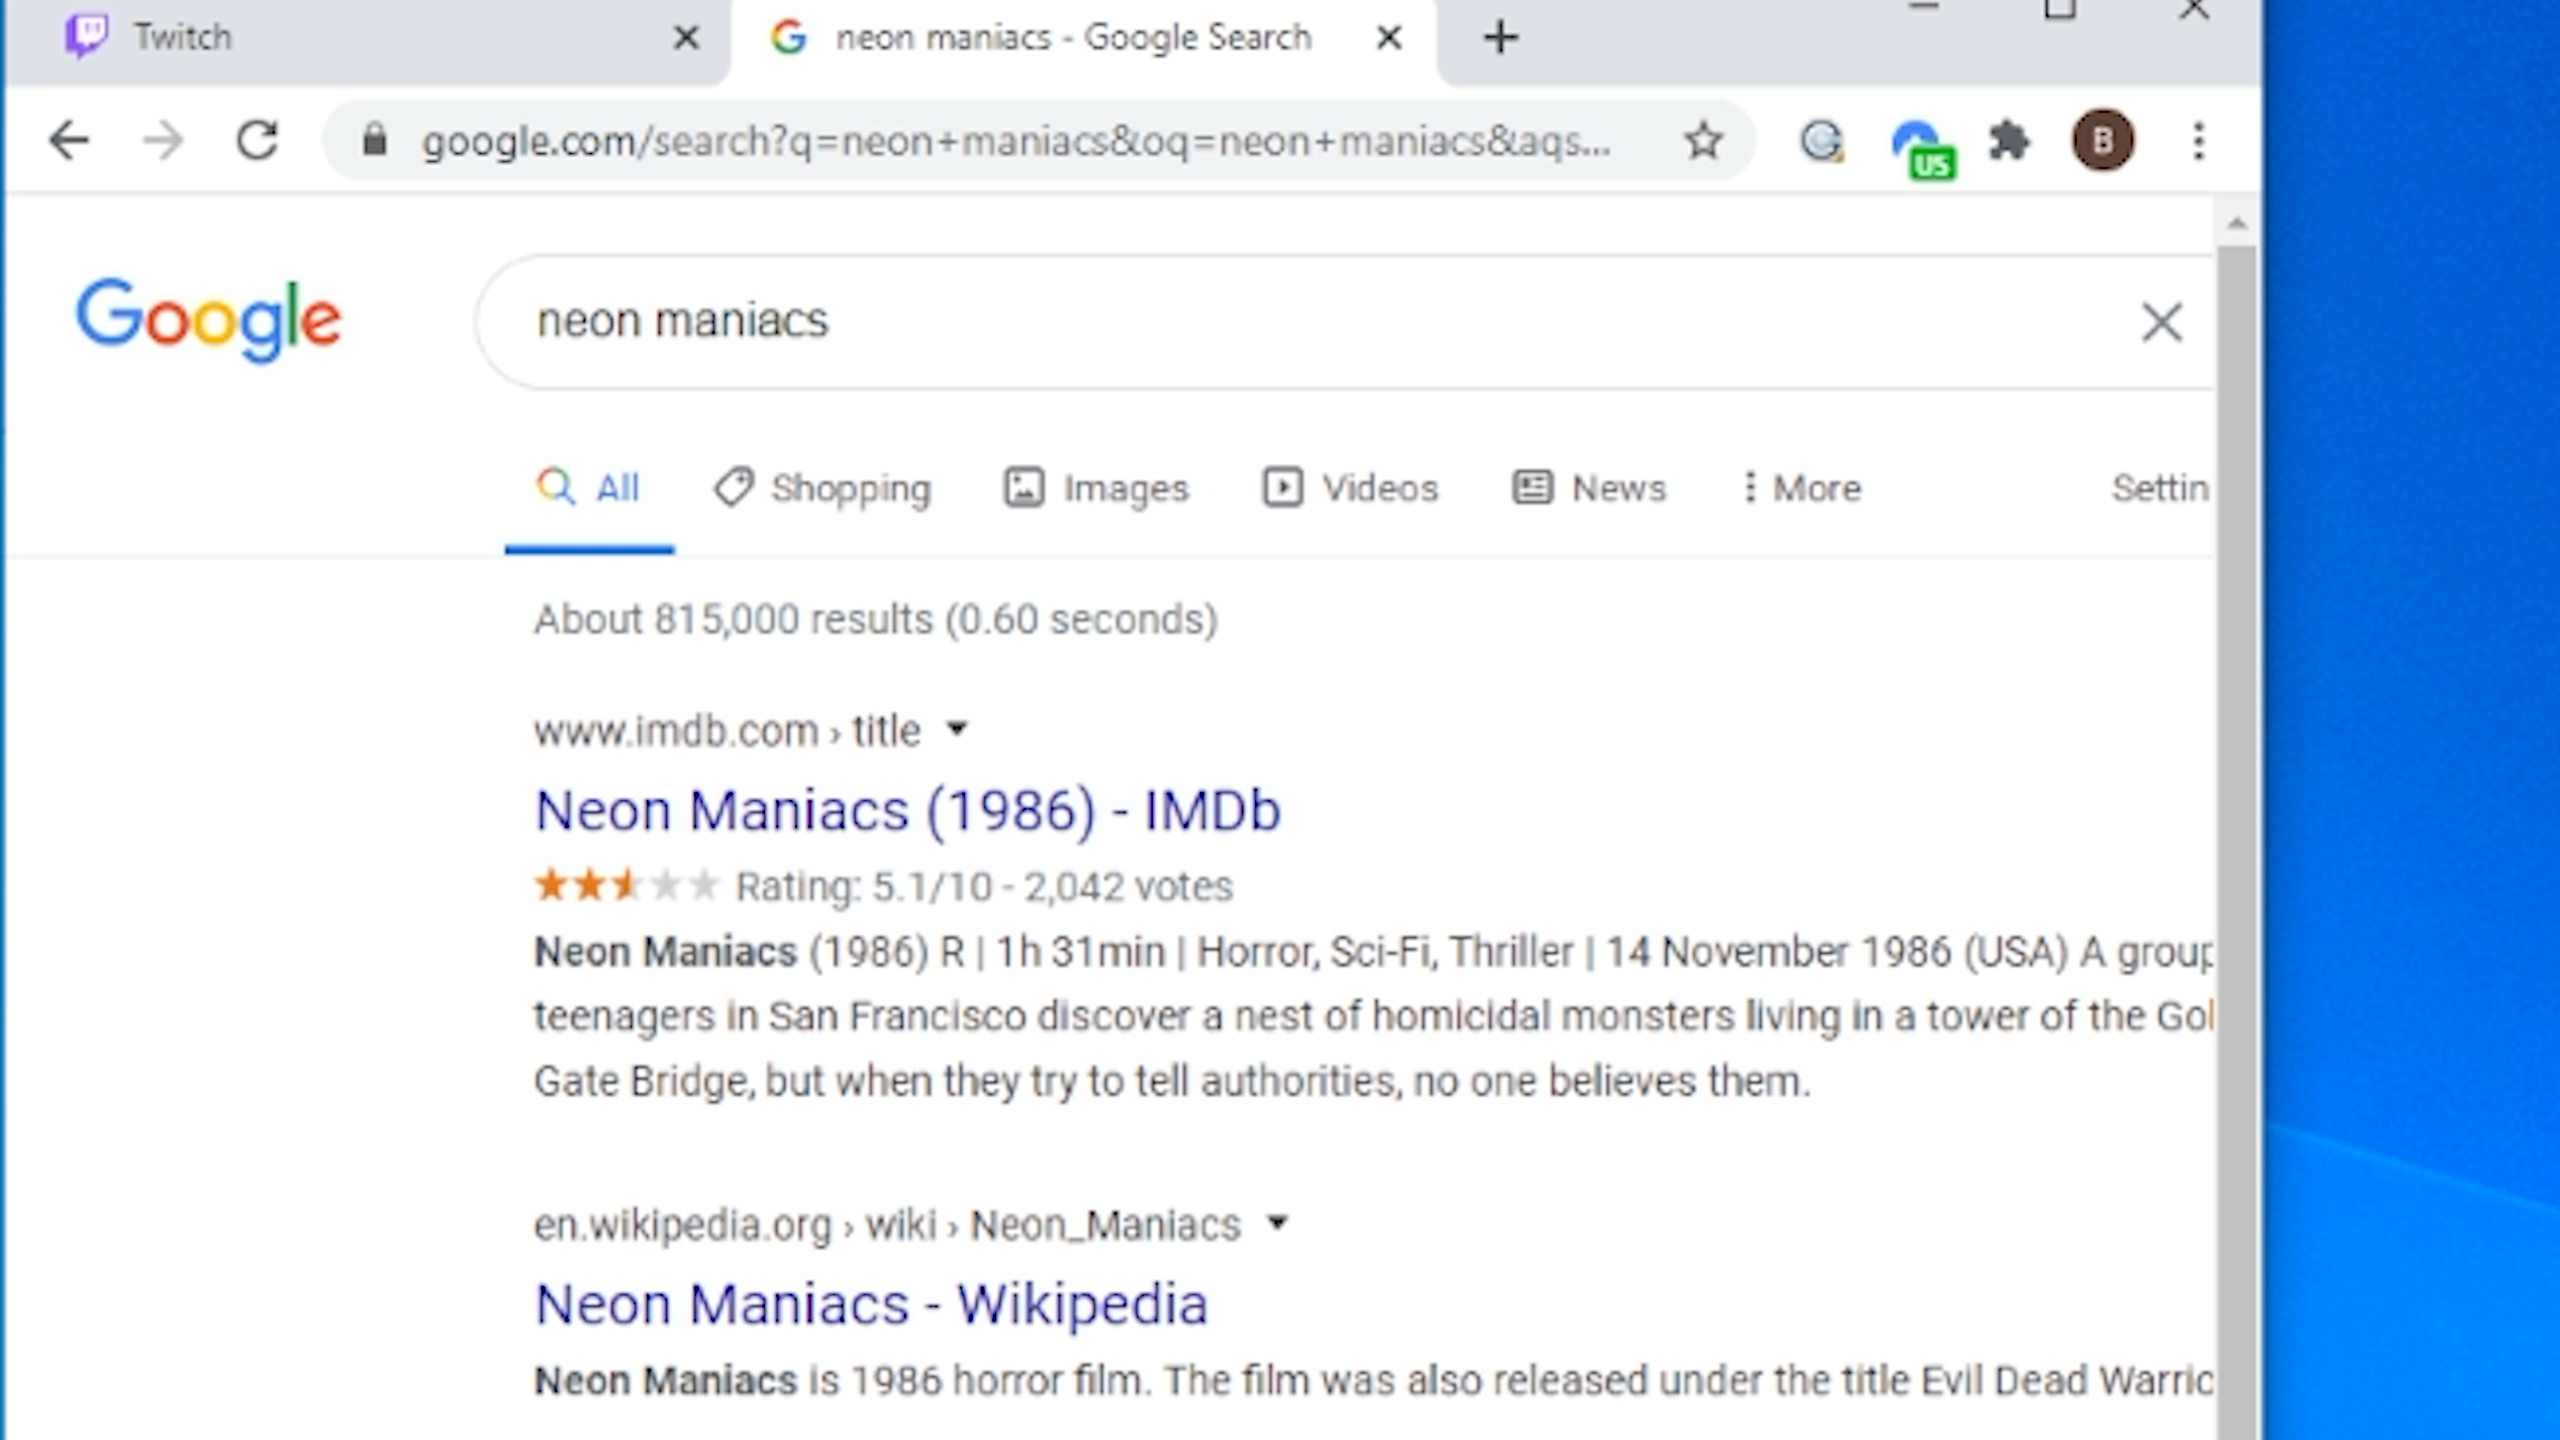 Twitch
neon maniacs - Google Search
google.com/search?q=neon+maniacs&oq=neon+maniacs&aqs...
US
B
Google
neon maniacs
All
Shopping
Images
Videos
News
More
Settin
About 815,000 results (0.60 seconds)
www.imdb.com › title
Neon Maniacs (1986) - IMDb
Rating: 5.1/10 - 2,042 votes
Neon Maniacs (1986) R | 1h 31min | Horror, Sci-Fi, Thriller | 14 November 1986 (USA) A group
teenagers in San Francisco discover a nest of homicidal monsters living in a tower of the Gol
Gate Bridge, but when they try to tell authorities, no one believes them.
en.wikipedia.org › wiki › Neon_Maniacs
Neon Maniacs - Wikipedia
Neon Maniacs is 1986 horror film. The film was also released under the title Evil Dead Warrio